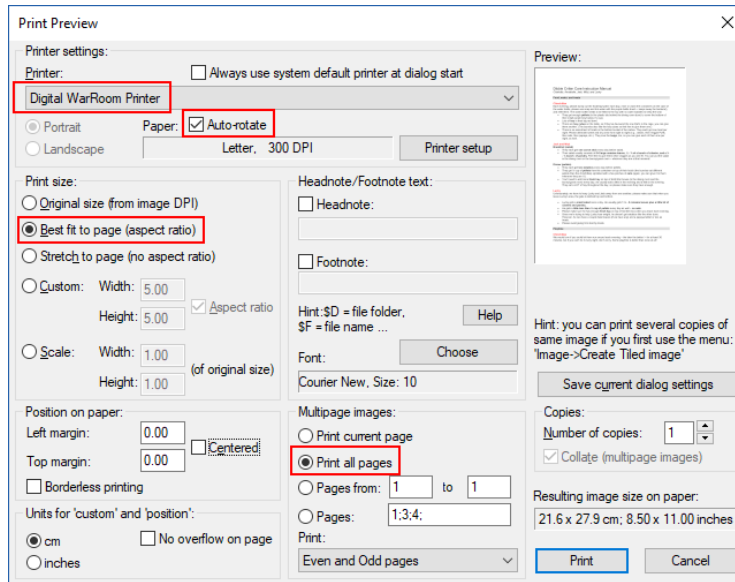 Print Preview
Printer settings:
Printer:
Always use system default printer at dialog start
Digital WarRoom Printer
Portrait
Paper:
Auto-rotate
Landscape
Letter, 300 DPI
Printer setup
Print size:
Original size (from image DPI)
Best fit to page (aspect ratio)
Stretch to page (no aspect ratio)
Custom:
Width:
5.00
Height:
5.00
Aspect ratio
Scale:
Width:
1.00
Height:
1.00
(of original size)
Position on paper:
Left margin:
0.00
Top margin:
0.00
Centered
Borderless printing
Units for 'custom' and 'position':
cm
No overflow on page
inches
Headnote/Footnote text:
Headnote:
Footnote:
Hint:$D = file folder,
$F = file name ...
Help
Font:
Choose
Courier New, Size: 10
Multipage images:
Print current page
Print all pages
Pages from:
1
to
1
Pages:
1;3;4;
Print:
Even and Odd pages
Preview:
Hint: you can print several copies of
same image if you first use the menu:
'Image->Create Tiled image'
Save current dialog settings
Copies:
Number of copies:
1
Collate (multipage images)
Resulting image size on paper:
21.6 x 27.9 cm; 8.50 x 11.00 inches
Print
Cancel